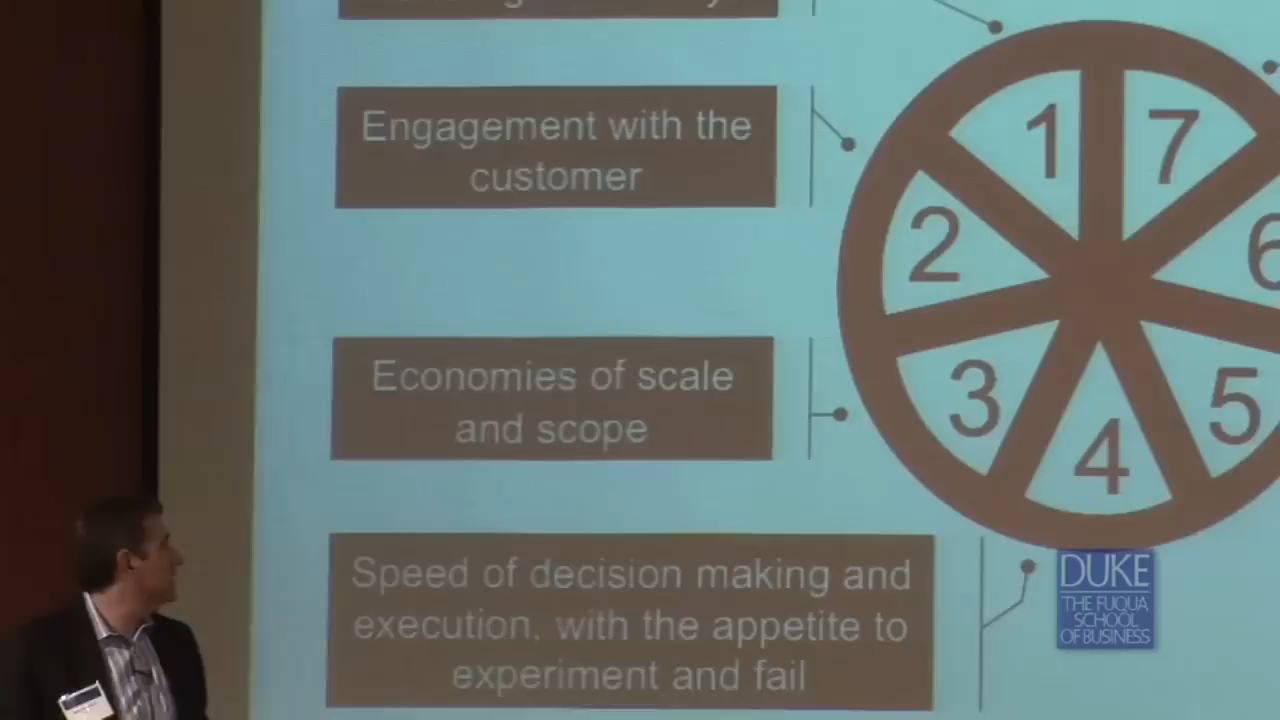 Engagement with the
customer
Economies of scale
and scope
Speed of decision making and
execution, with the appetite to
experiment and fail
1
7
2
6
3
5
4
DUKE
THE FUQUA
SCHOOL
OF BUSINESS